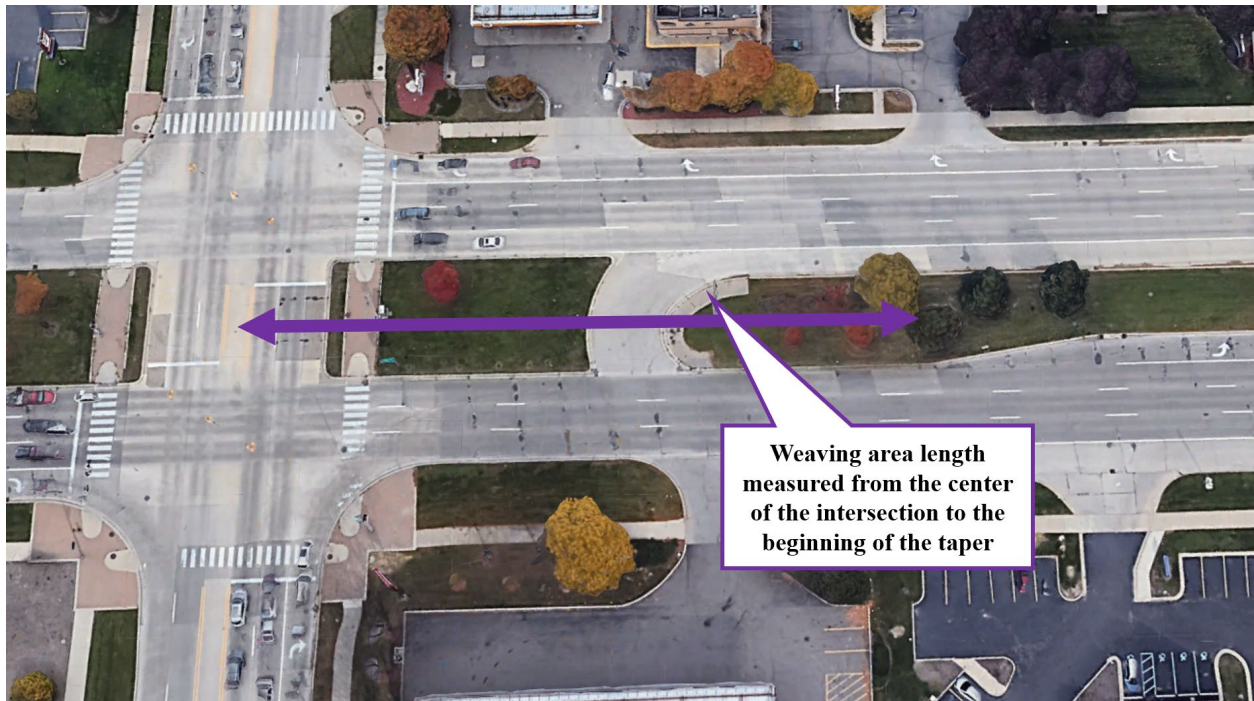 Weaving area length
measured from the center
of the intersection to the
beginning of the taper